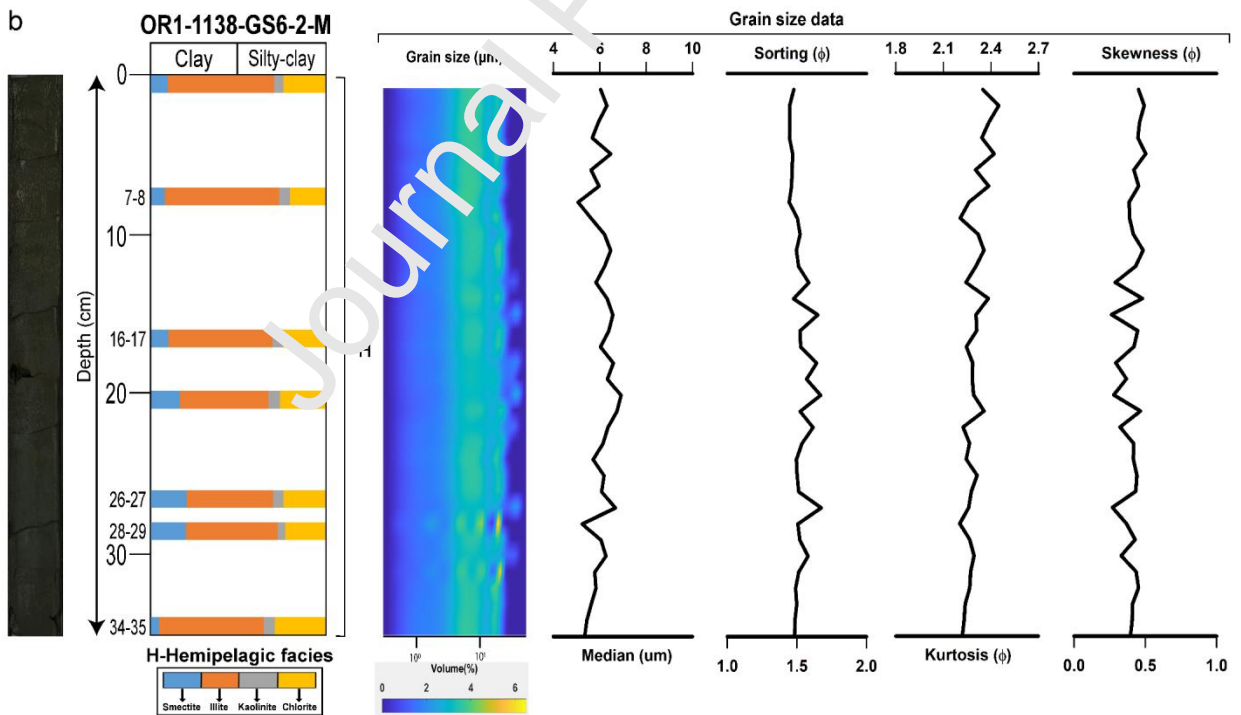 b
OR1-1138-GS6-2-M
Clay
Silty-clay
Depth (cm)
0
7-8
10
16-17
20
26-27
28-29
30
34-35
H
H-Hemipelagic facies
Smectite Illite Kaolinite Chlorite
Journal P
Grain size data
Grain size (µm)
4 6 8 10
Sorting (ϕ)
1.8 2.1 2.4 2.7
Skewness (ϕ)
10⁰ 10¹
Volume(%)
0 2 4 6
Median (um)
1.0 1.5 2.0
Kurtosis (ϕ)
0.0 0.5 1.0